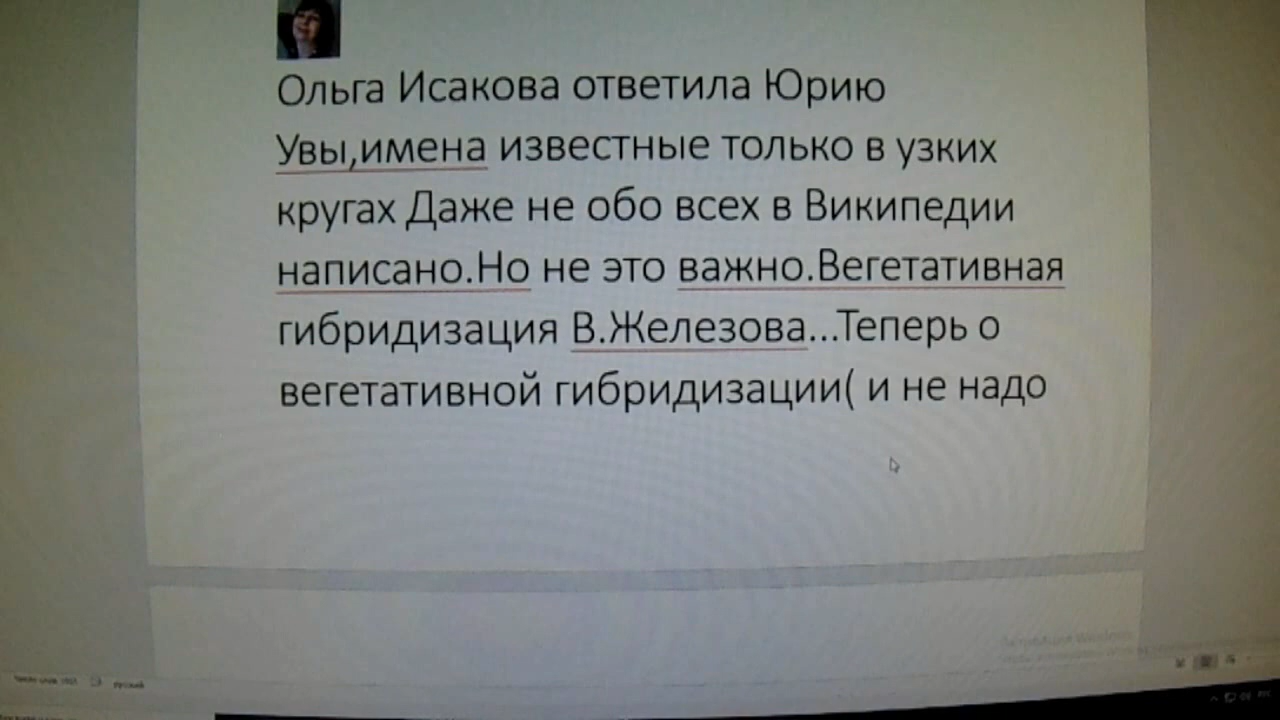 Ольга Исакова ответила Юрию
Увы,имена известные только в узких
кругах Даже не обо всех в Википедии
написано.Но не это важно.Вегетативная
гибридизация В.Железова...Теперь о
вегетативной гибридизации( и не надо
русский